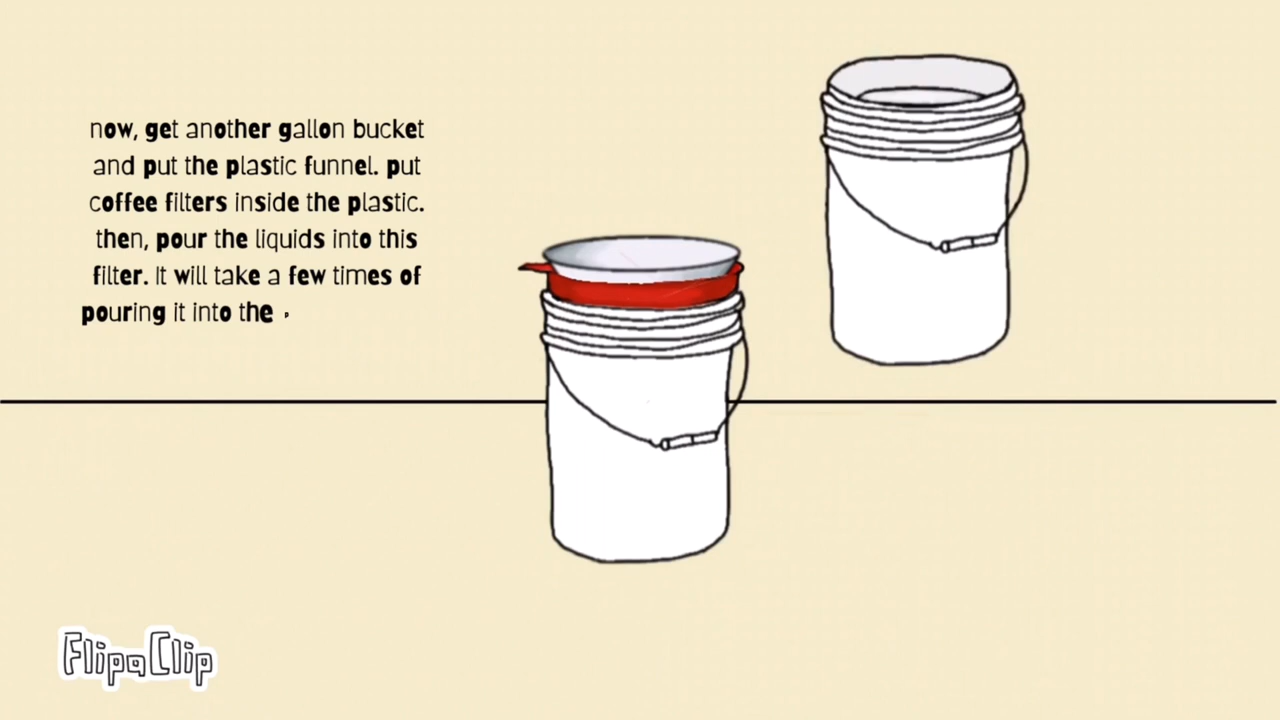 now, get another gallon bucket
and put the plastic funnel. put
coffee filters inside the plastic.
then, pour the liquids into this
filter. It will take a few times of
pouring it into the
FlipaClip